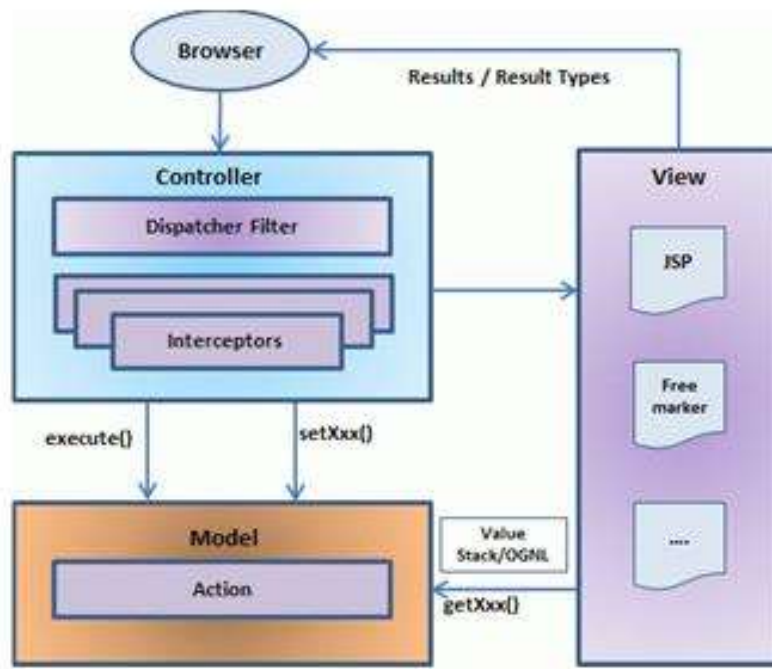 Browser
Results / Result Types
Controller
View
Dispatcher Filter
JSP
Interceptors
Free
marker
execute()
setXxx()
Model
Value
Stack/OGNL
....
Action
getXxx()